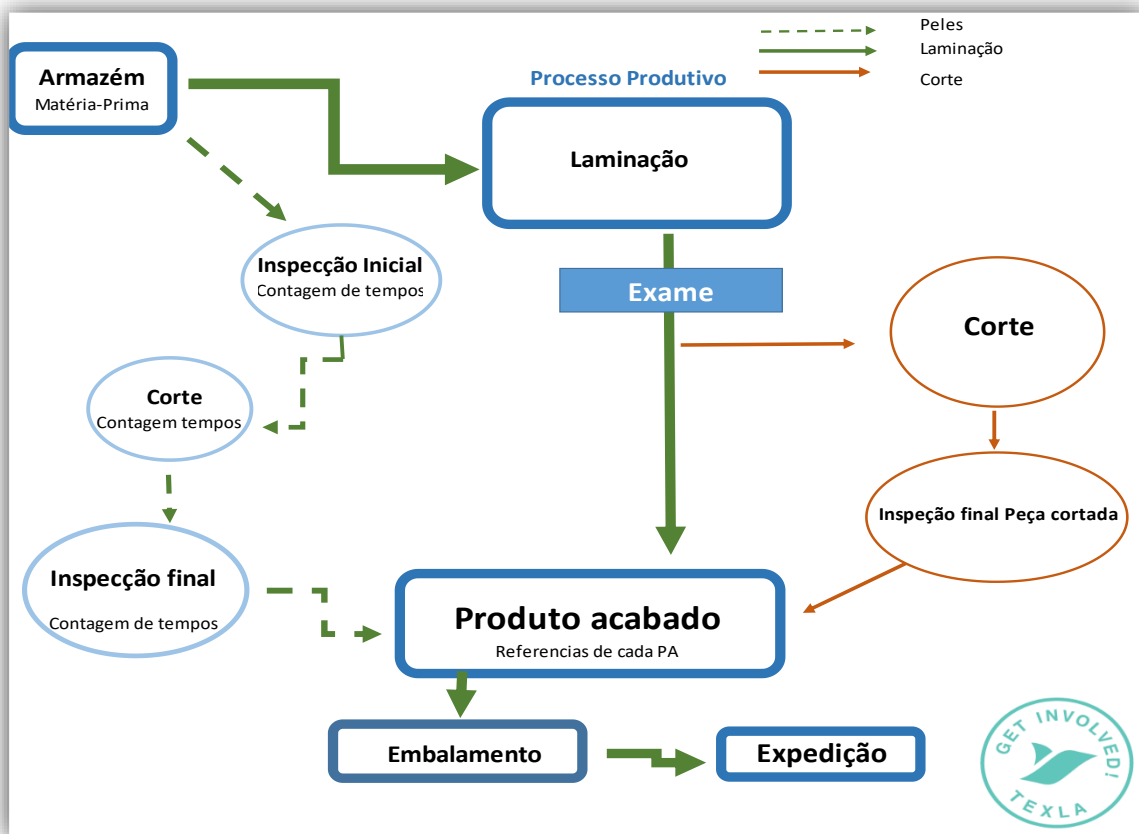 Peles
Laminação
Corte
Armazém
Matéria-Prima
Processo Produtivo
Laminação
Inspecção Inicial
Contagem de tempos
Exame
Corte
Corte
Contagem tempos
Inspeção final Peça cortada
Inspecção final
Contagem de tempos
Produto acabado
Referencias de cada PA
Embalamento
Expedição
GET INVOLVED!
TEXLA